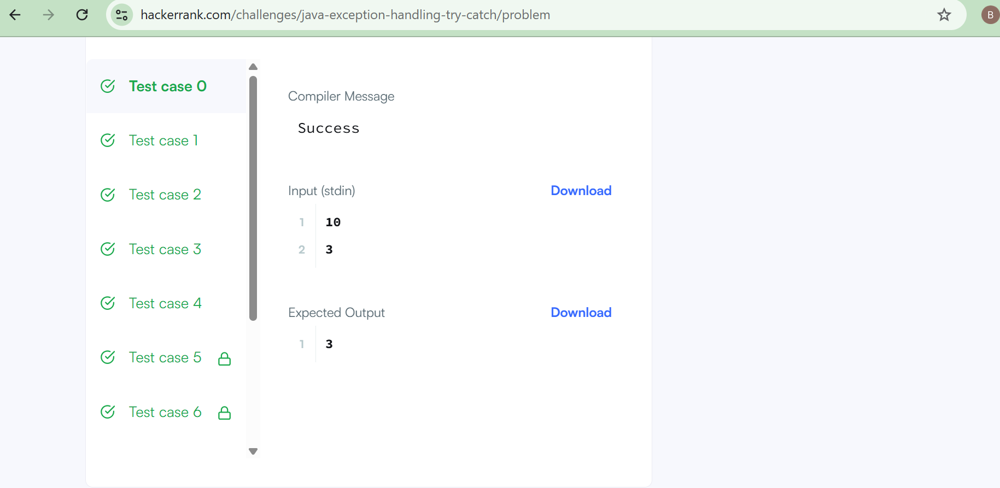 hackerrank.com/challenges/java-exception-handling-try-catch/problem
B
Test case 0
Test case 1
Test case 2
Test case 3
Test case 4
Test case 5
Test case 6
Compiler Message
Success
Input (stdin)
Download
1 10
2 3
Expected Output
Download
1 3